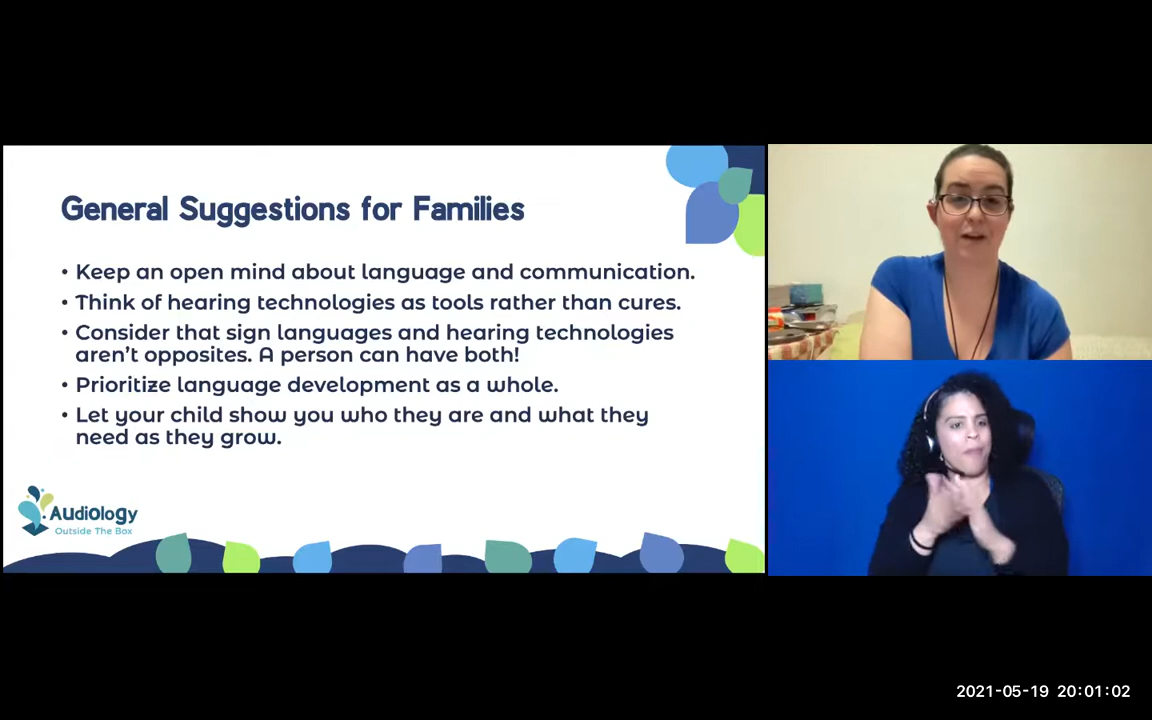 General Suggestions for Families
• Keep an open mind about language and communication.
• Think of hearing technologies as tools rather than cures.
• Consider that sign languages and hearing technologies
aren't opposites. A person can have both!
• Prioritize language development as a whole.
• Let your child show you who they are and what they
need as they grow.
Audiology
Outside The Box
2021-05-19 20:01:02